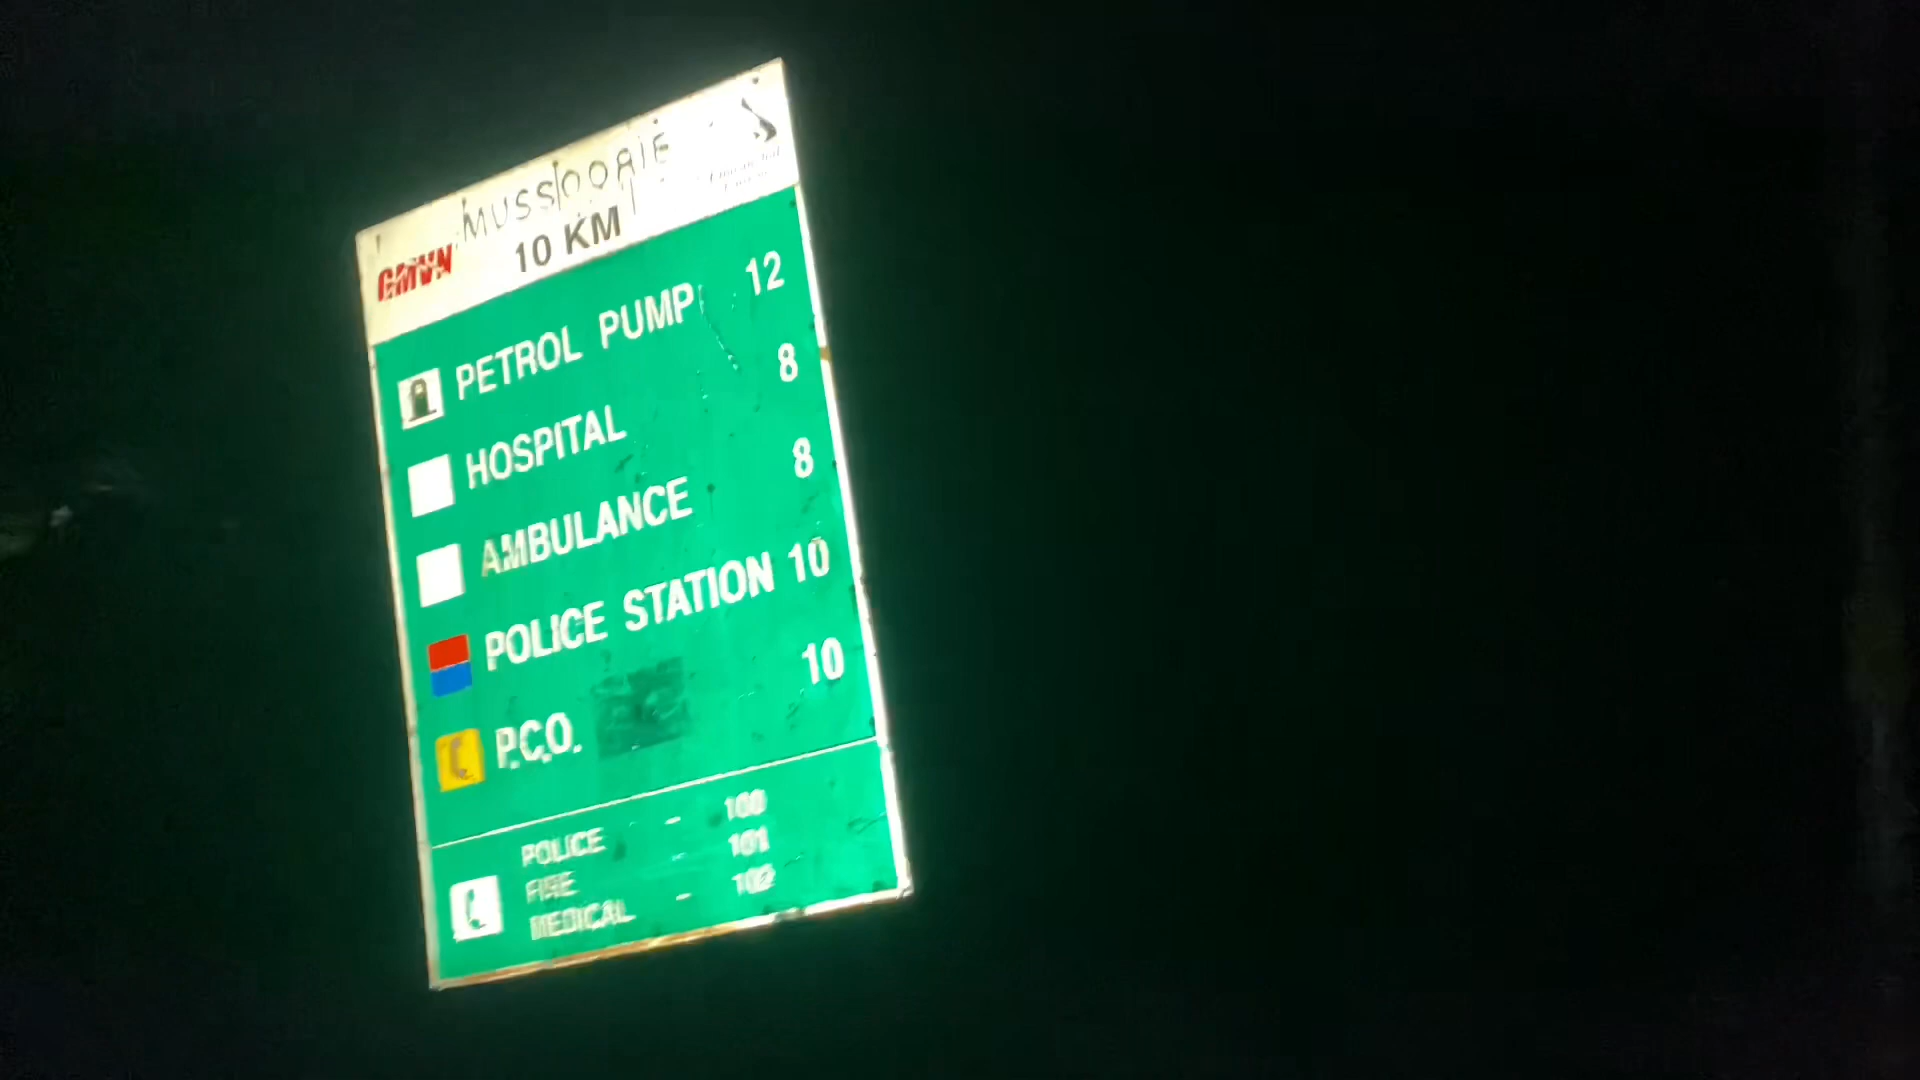 MUSSOORIE
GMVN 10 KM
PETROL PUMP 12
HOSPITAL 8
AMBULANCE 8
POLICE STATION 10
P.C.O. 10
POLICE - 100
FIRE - 101
MEDICAL - 102